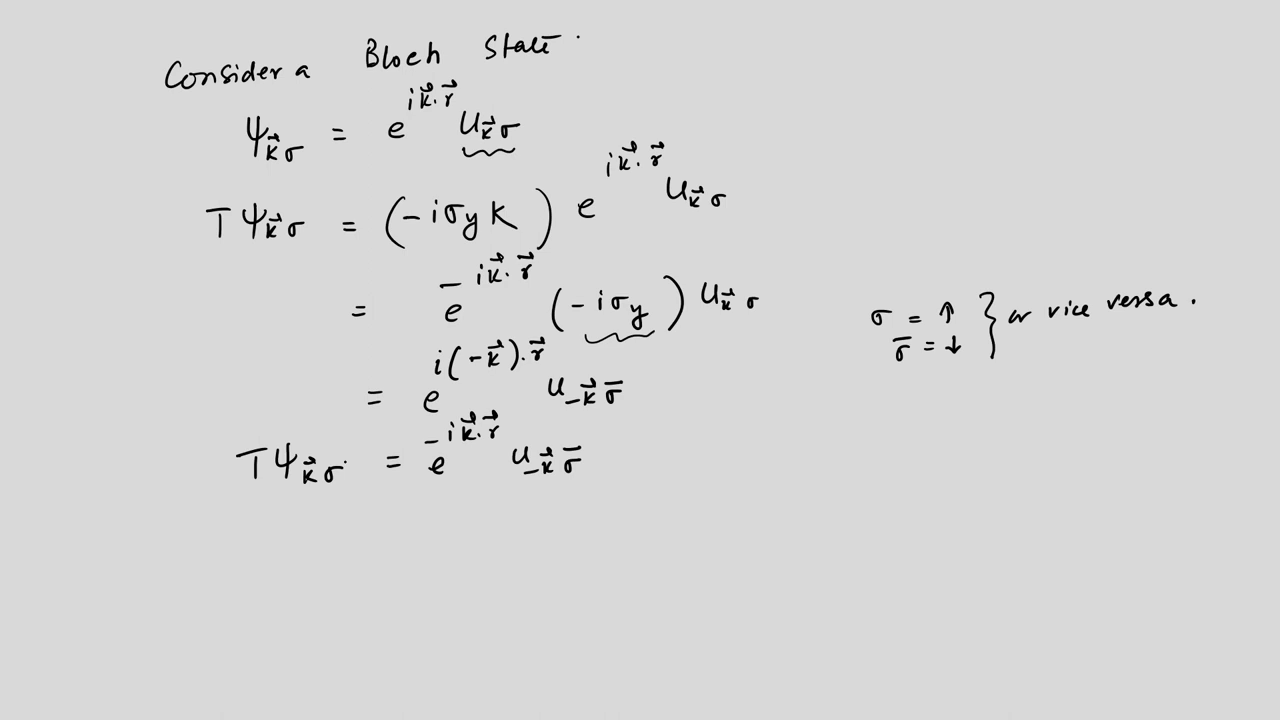 Consider a Bloch State.
ψ_{k⃗σ} = e^{ik⃗·r⃗} u_{k⃗σ}
Tψ_{k⃗σ} = (-iσ_y K) e^{ik⃗·r⃗} u_{k⃗σ}
= e^{-ik⃗·r⃗} (-iσ_y) u_{k⃗σ}
σ = ↑
σ̄ = ↓ } or vice versa.
= e^{i(-k⃗)·r⃗} u_{-k⃗σ̄}
Tψ_{k⃗σ} = e^{-ik⃗·r⃗} u_{-k⃗σ̄}